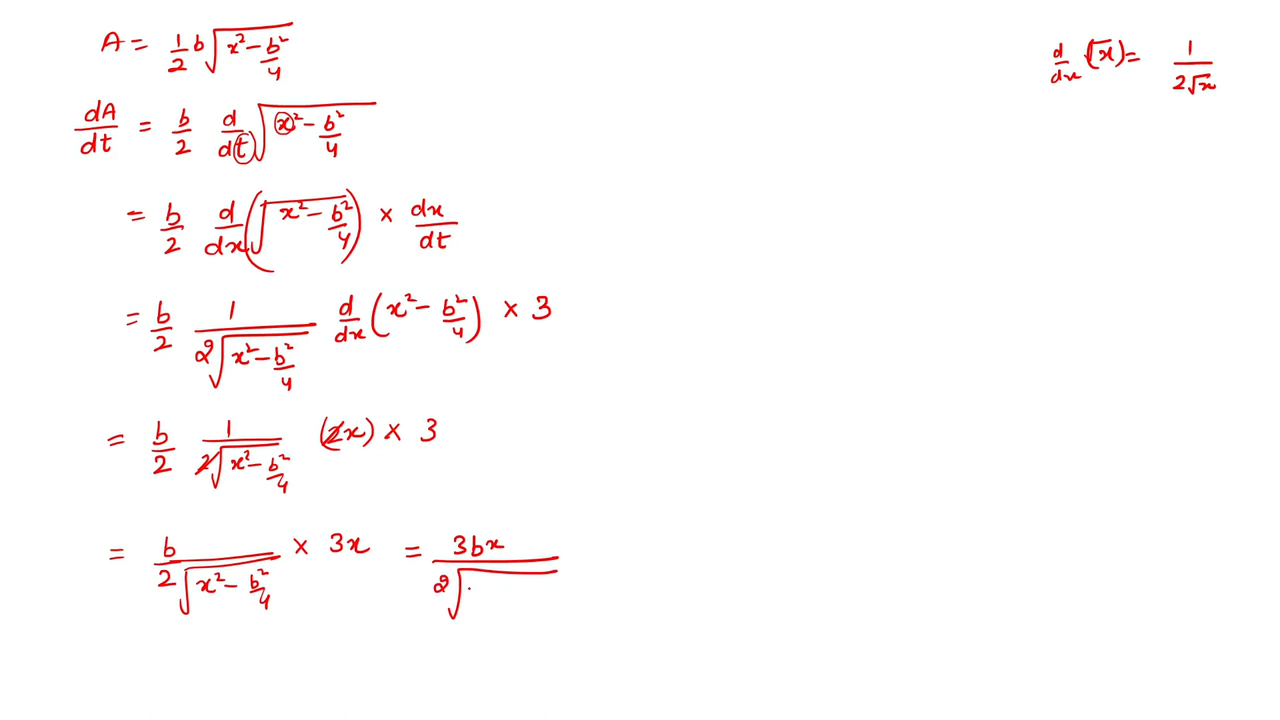 A = 1/2 b √(x² - b²/4)
d/dx (√x) = 1/(2√x)
dA/dt = b/2 d/dt √(x² - b²/4)
= b/2 d/dx (√(x² - b²/4)) × dx/dt
= b/2 1/(2√(x² - b²/4)) d/dx (x² - b²/4) × 3
= b/2 1/(2√(x² - b²/4)) (2x) × 3
= b/(2√(x² - b²/4)) × 3x = 3bx/(2√